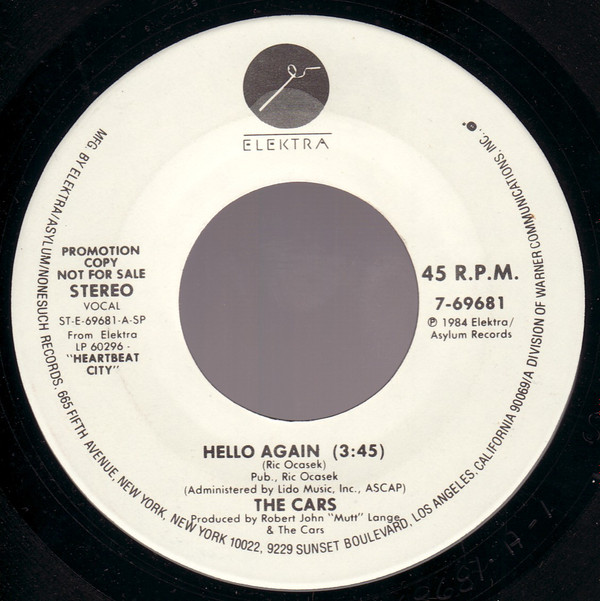 ELEKTRA
MFG. BY ELEKTRA/ASYLUM/NONESUCH RECORDS. 665 FIFTH AVENUE, NEW YORK, NEW YORK 10022, 9229 SUNSET BOULEVARD, LOS ANGELES, CALIFORNIA 90069/A DIVISION OF WARNER COMMUNICATIONS, INC.
PROMOTION
COPY
NOT FOR SALE
STEREO
VOCAL
ST-E-69681-A-SP
From Elektra
LP 60296 -
"HEARTBEAT
CITY"
45 R.P.M.
7-69681
℗ 1984 Elektra/
Asylum Records
HELLO AGAIN (3:45)
(Ric Ocasek)
Pub., Ric Ocasek
(Administered by Lido Music, Inc., ASCAP)
THE CARS
Produced by Robert John "Mutt" Lange
& The Cars